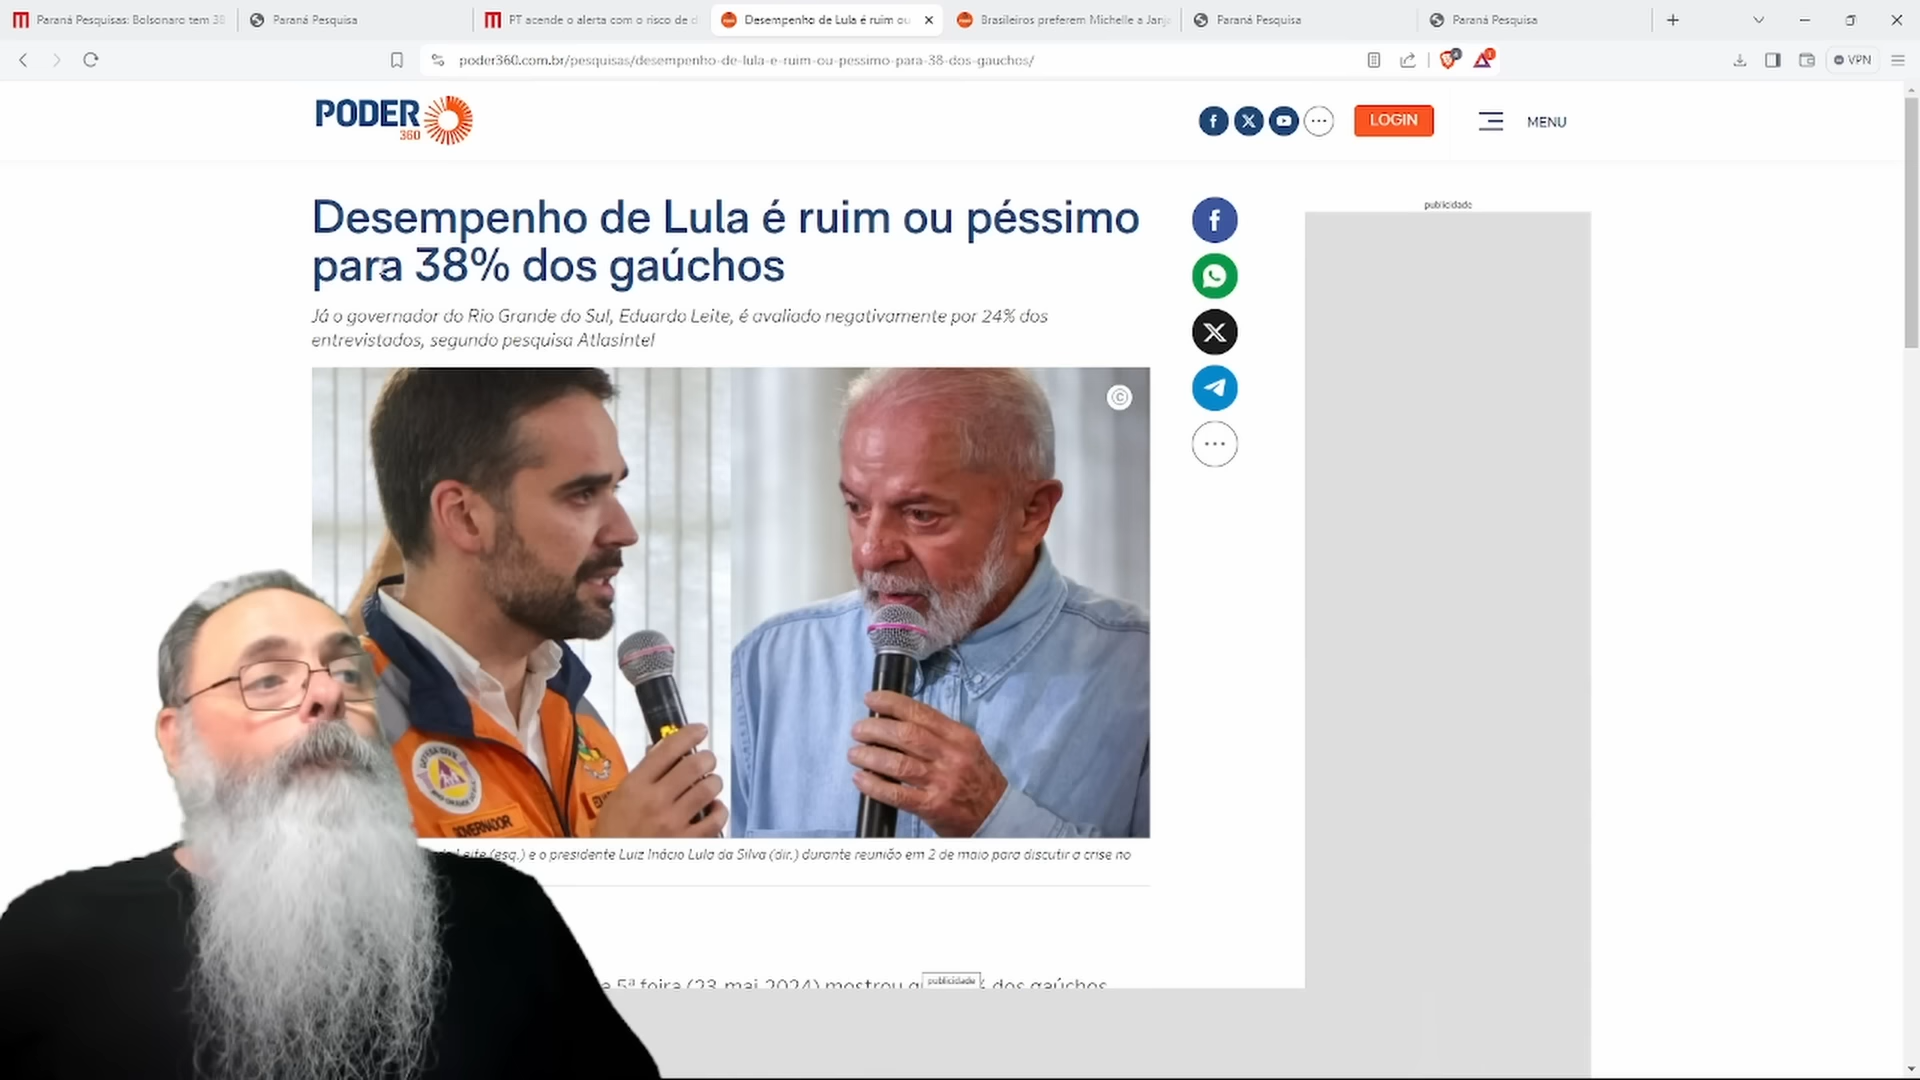 Paraná Pesquisas: Bolsonaro tem 38
Paraná Pesquisa
PT acende o alerta com o risco de d
Desempenho de Lula é ruim ou
Brasileiros preferem Michelle a Janja
Paraná Pesquisa
Paraná Pesquisa
poder360.com.br/pesquisas/desempenho-de-lula-e-ruim-ou-pessimo-para-38-dos-gauchos/
VPN
PODER
360
LOGIN
MENU
Desempenho de Lula é ruim ou péssimo
para 38% dos gaúchos
Já o governador do Rio Grande do Sul, Eduardo Leite, é avaliado negativamente por 24% dos
entrevistados, segundo pesquisa AtlasIntel
publicidade
DEFESA CIVIL
GOVERNADOR
Leite (esq.) e o presidente Luiz Inácio Lula da Silva (dir.) durante reunião em 2 de maio para discutir a crise no
5ª feira (23.mai.2024) mostrou
publicidade
dos gaúchos